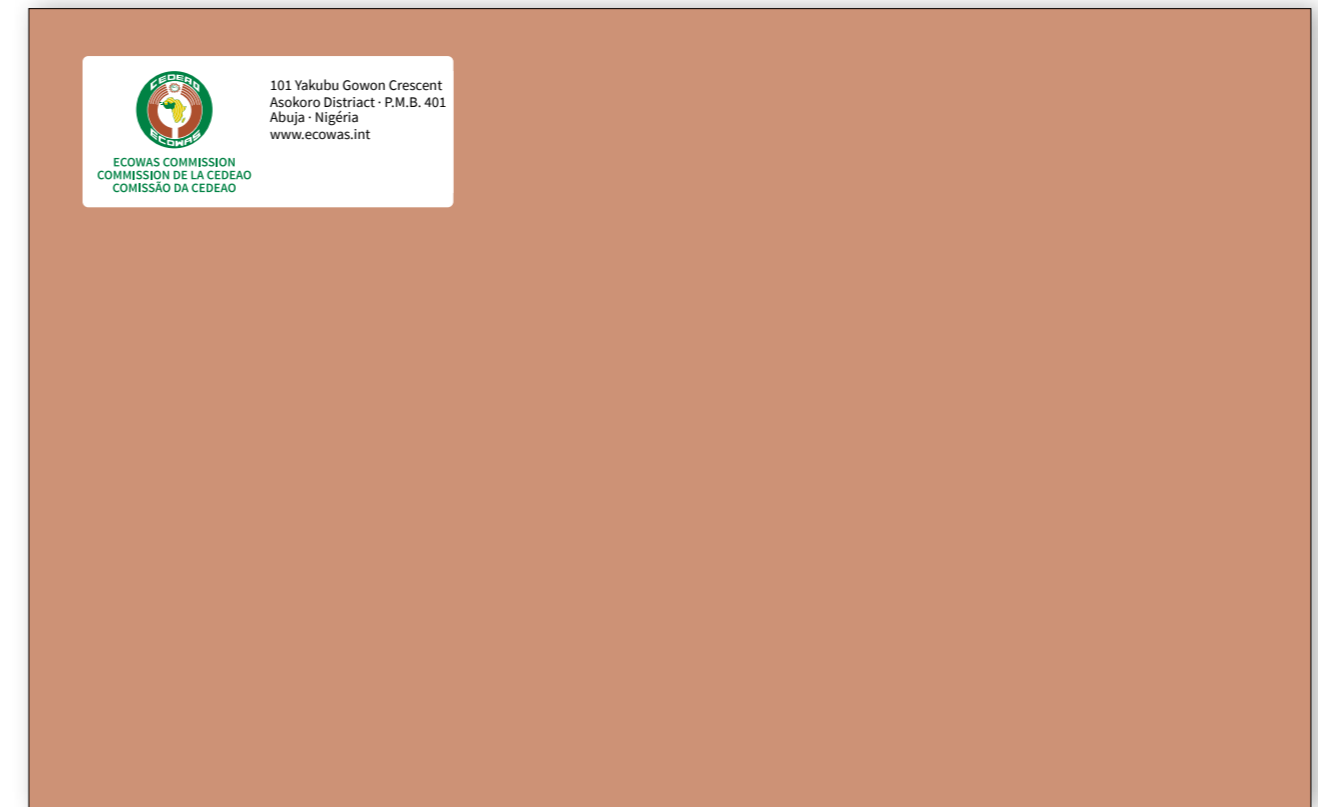 CEDEAO
ECOWAS
ECOWAS COMMISSION
COMMISSION DE LA CEDEAO
COMISSÃO DA CEDEAO
101 Yakubu Gowon Crescent
Asokoro Distriact · P.M.B. 401
Abuja · Nigéria
www.ecowas.int